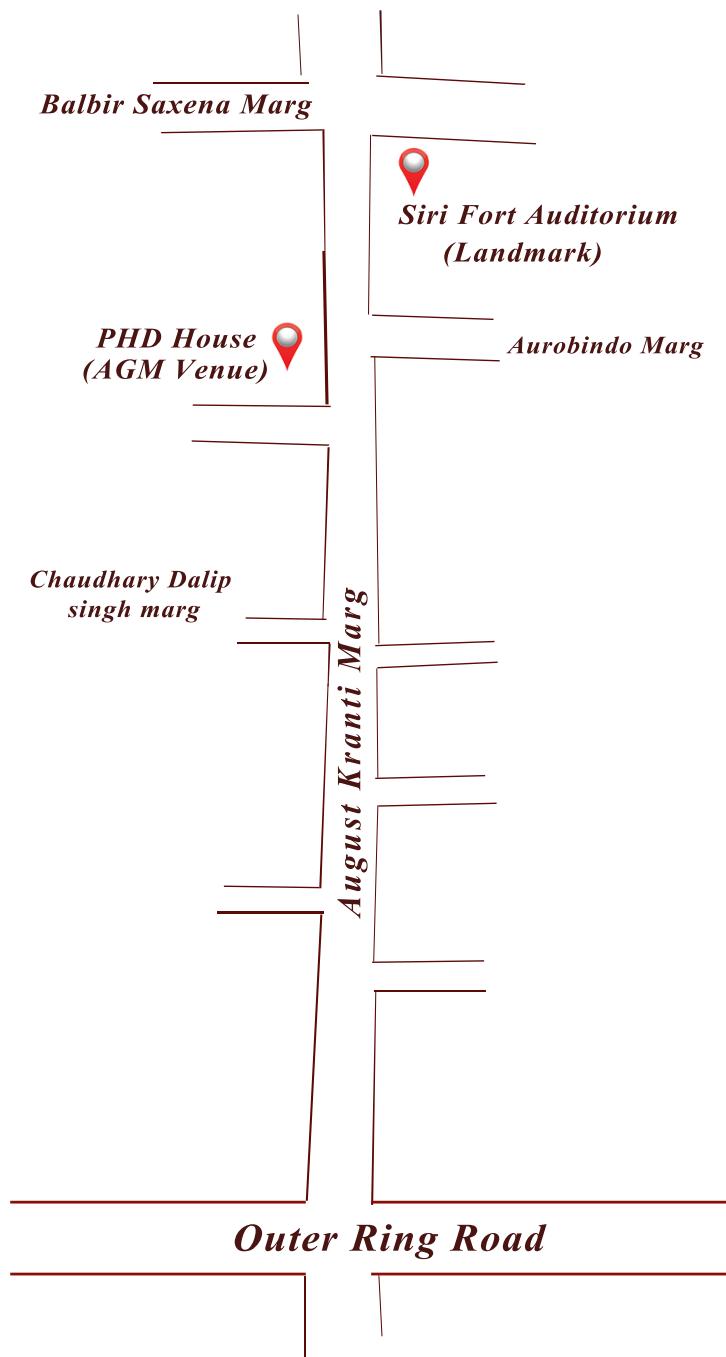 Balbir Saxena Marg
Siri Fort Auditorium
(Landmark)
PHD House
(AGM Venue)
Aurobindo Marg
Chaudhary Dalip
singh marg
August Kranti Marg
Outer Ring Road